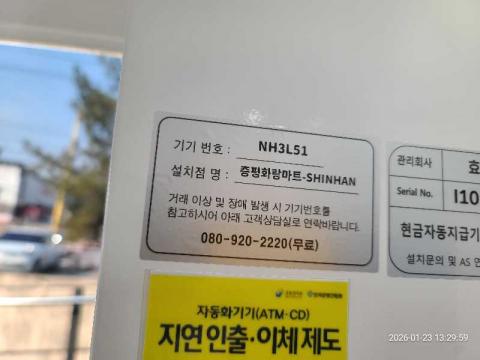 기기 번호 : NH3L51
설치점 명 : 증평화랑마트-SHINHAN
거래 이상 및 장애 발생 시 기기번호를
참고하시어 아래 고객상담실로 연락바랍니다.
080-920-2220(무료)
관리회사 효
Serial No. I10
현금자동지급기
설치문의 및 AS 연
자동화기기(ATM·CD)
지연인출·이체제도
2026-01-23 13:29:59